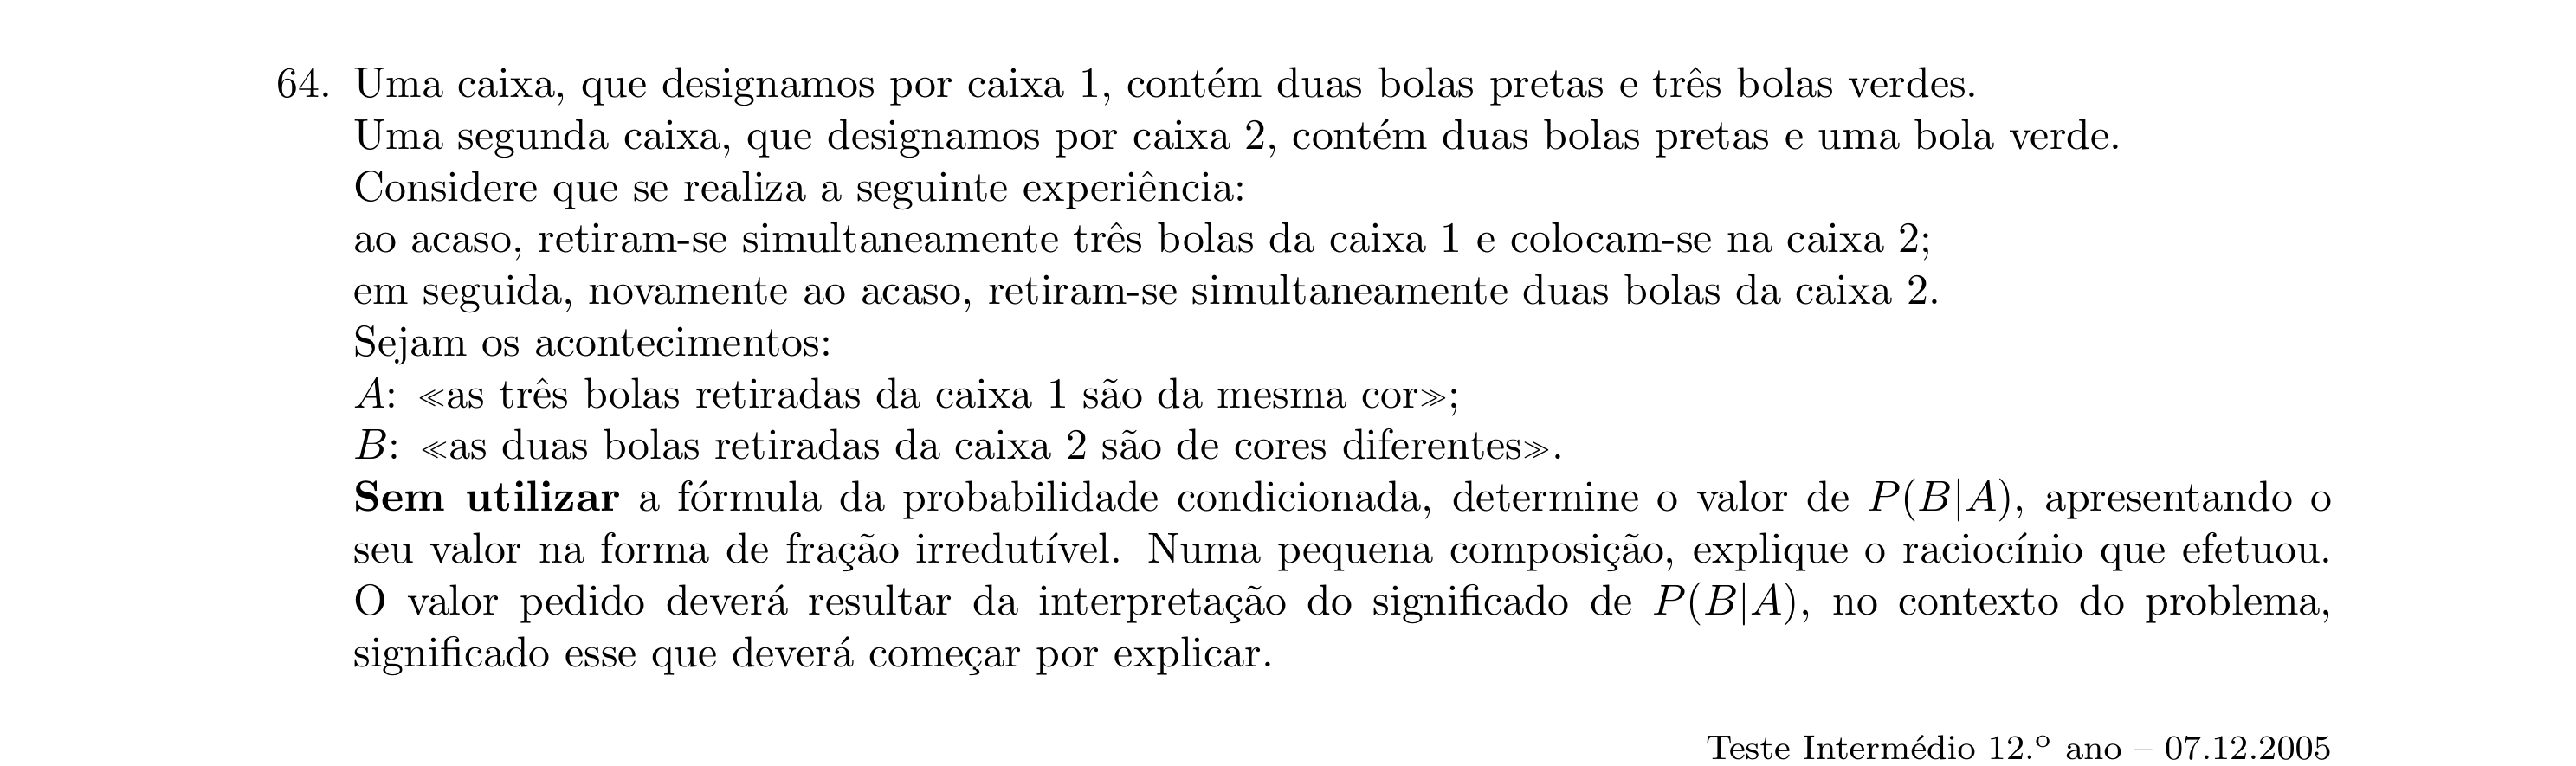 64. Uma caixa, que designamos por caixa 1, contém duas bolas pretas e três bolas verdes.
Uma segunda caixa, que designamos por caixa 2, contém duas bolas pretas e uma bola verde.
Considere que se realiza a seguinte experiência:
ao acaso, retiram-se simultaneamente três bolas da caixa 1 e colocam-se na caixa 2;
em seguida, novamente ao acaso, retiram-se simultaneamente duas bolas da caixa 2.
Sejam os acontecimentos:
A: ≪as três bolas retiradas da caixa 1 são da mesma cor≫;
B: ≪as duas bolas retiradas da caixa 2 são de cores diferentes≫.
Sem utilizar a fórmula da probabilidade condicionada, determine o valor de P(B|A), apresentando o
seu valor na forma de fração irredutível. Numa pequena composição, explique o raciocínio que efetuou.
O valor pedido deverá resultar da interpretação do significado de P(B|A), no contexto do problema,
significado esse que deverá começar por explicar.
Teste Intermédio 12.º ano – 07.12.2005